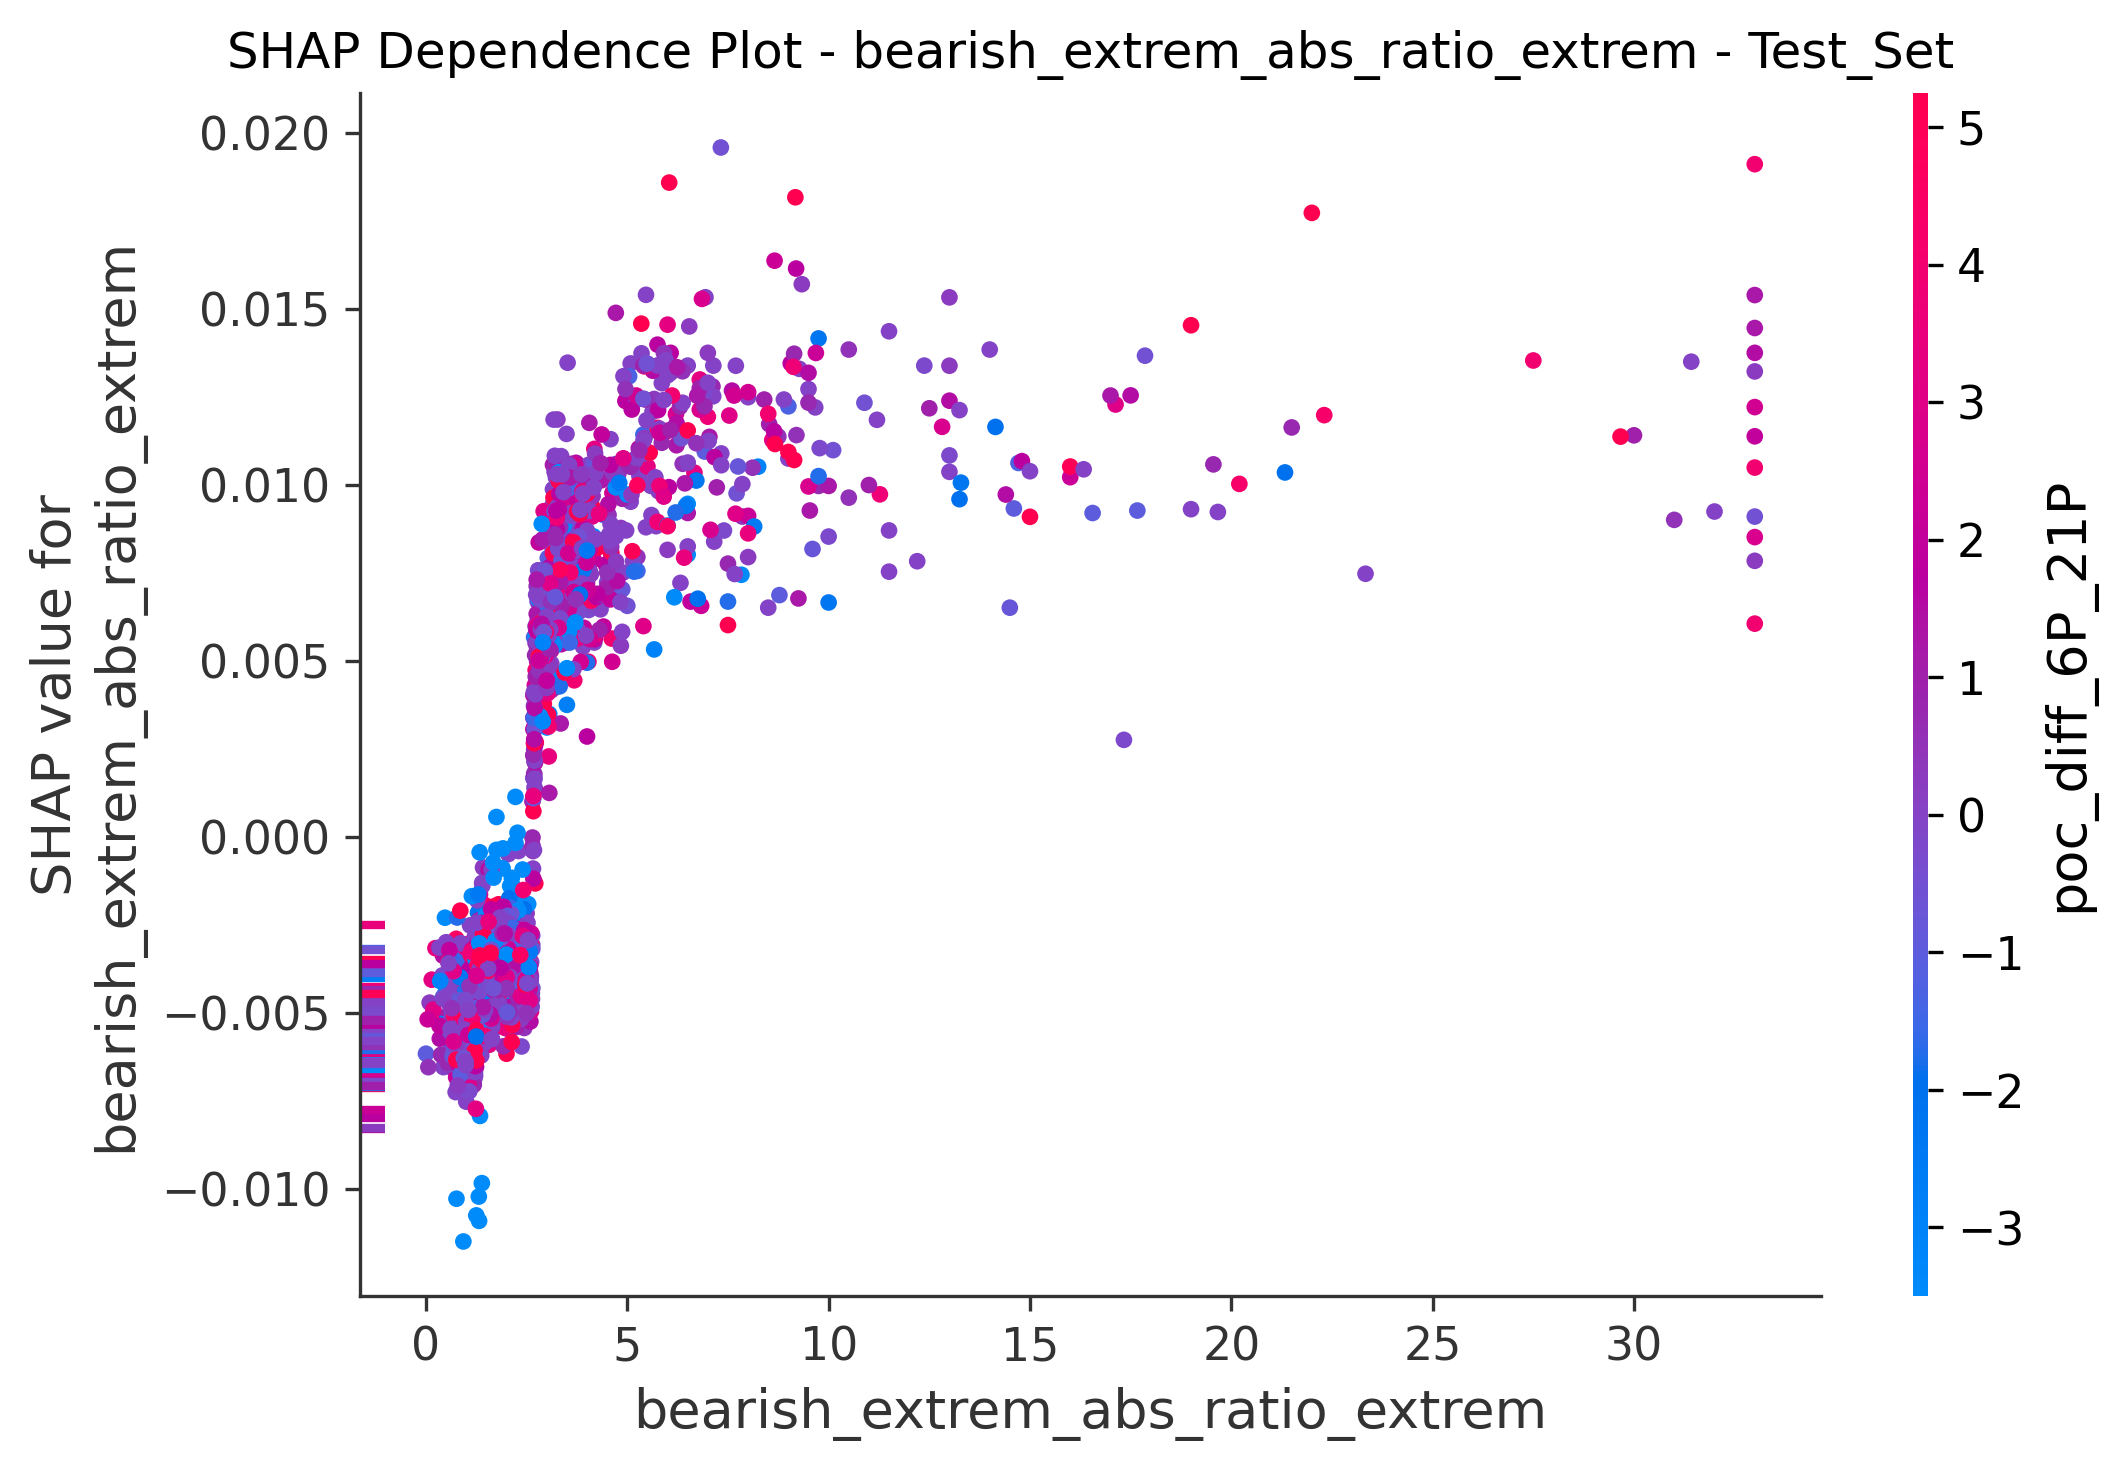 SHAP Dependence Plot - bearish_extrem_abs_ratio_extrem - Test_Set
SHAP value for
bearish_extrem_abs_ratio_extrem
0.020
0.015
0.010
0.005
0.000
−0.005
−0.010
0 5 10 15 20 25 30
bearish_extrem_abs_ratio_extrem
5
4
3
2
1
0
−1
−2
−3
poc_diff_6P_21P